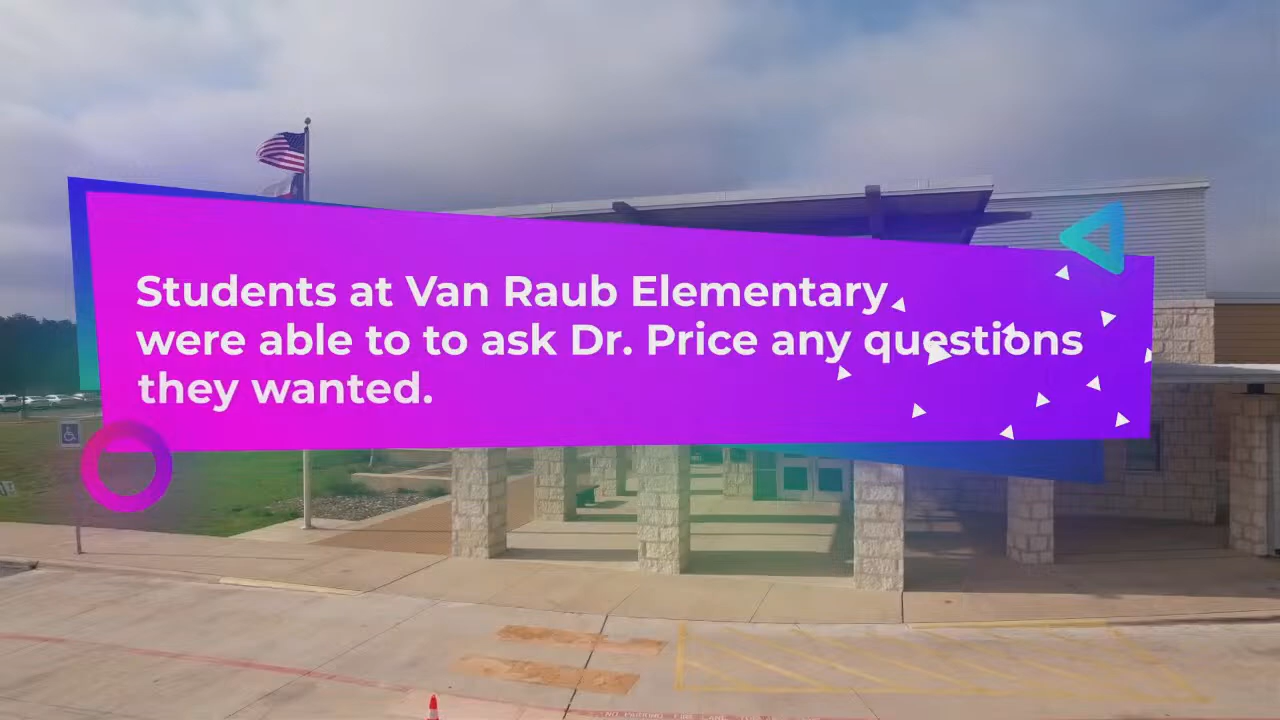 Students at Van Raub Elementary
were able to to ask Dr. Price any questions
they wanted.